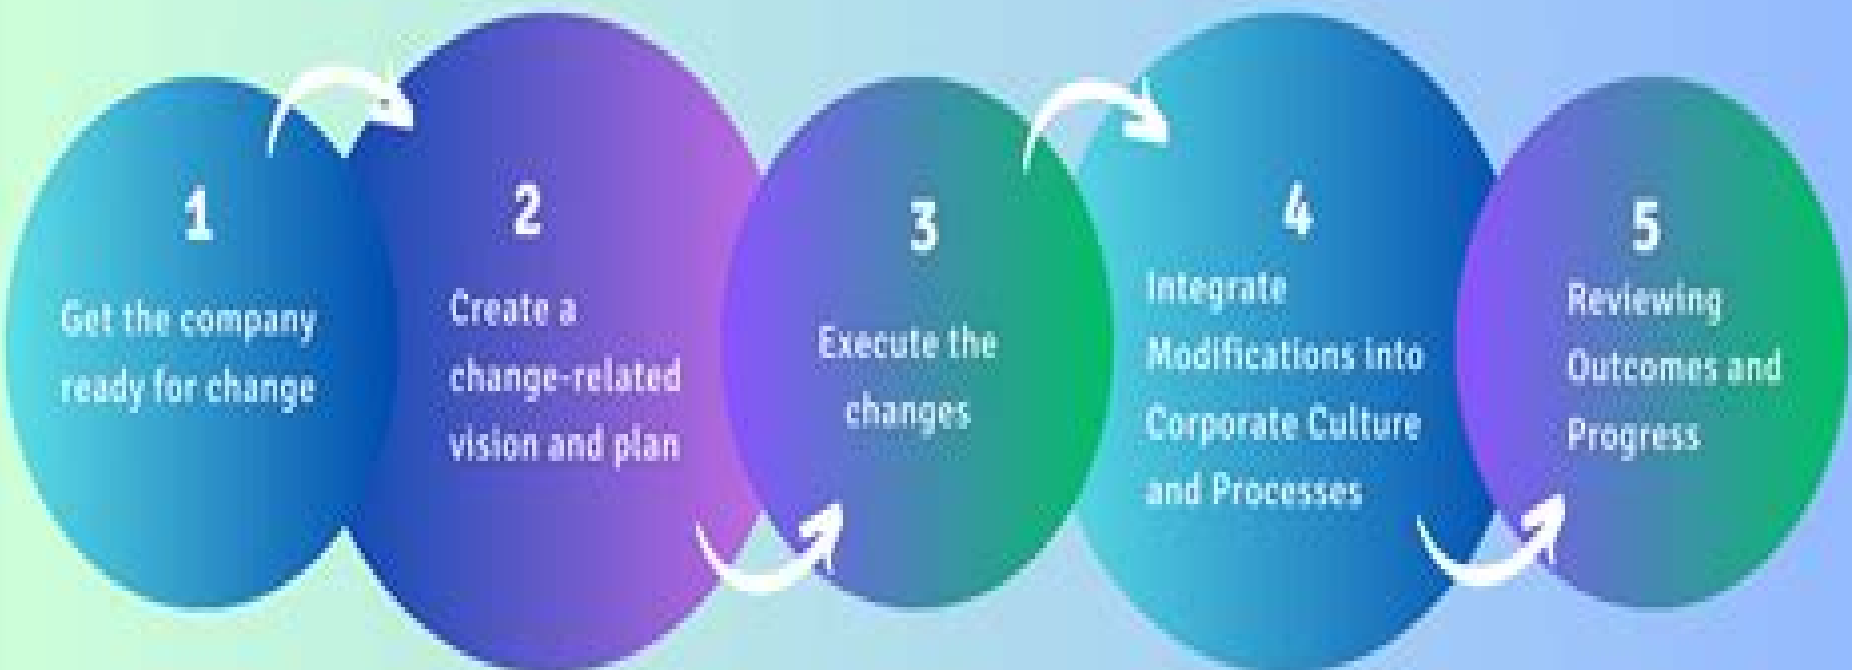 1
Get the company
ready for change
2
Create a
change-related
vision and plan
3
Execute the
changes
4
Integrate
Modifications into
Corporate Culture
and Processes
5
Reviewing
Outcomes and
Progress